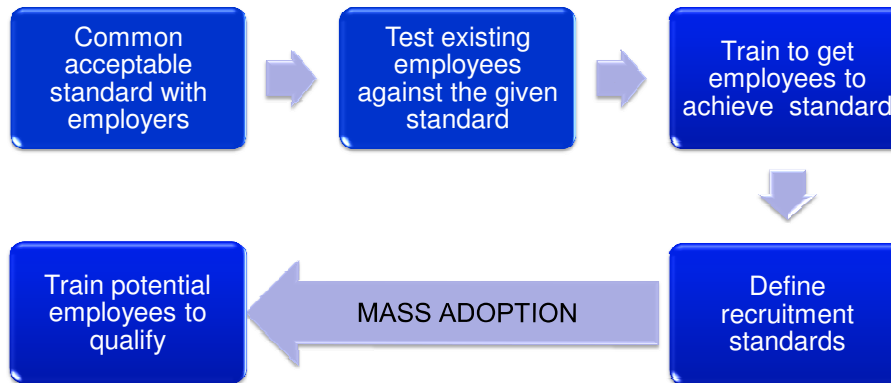 Common
acceptable
standard with
employers
Test existing
employees
against the given
standard
Train to get
employees to
achieve standard
Define
recruitment
standards
MASS ADOPTION
Train potential
employees to
qualify